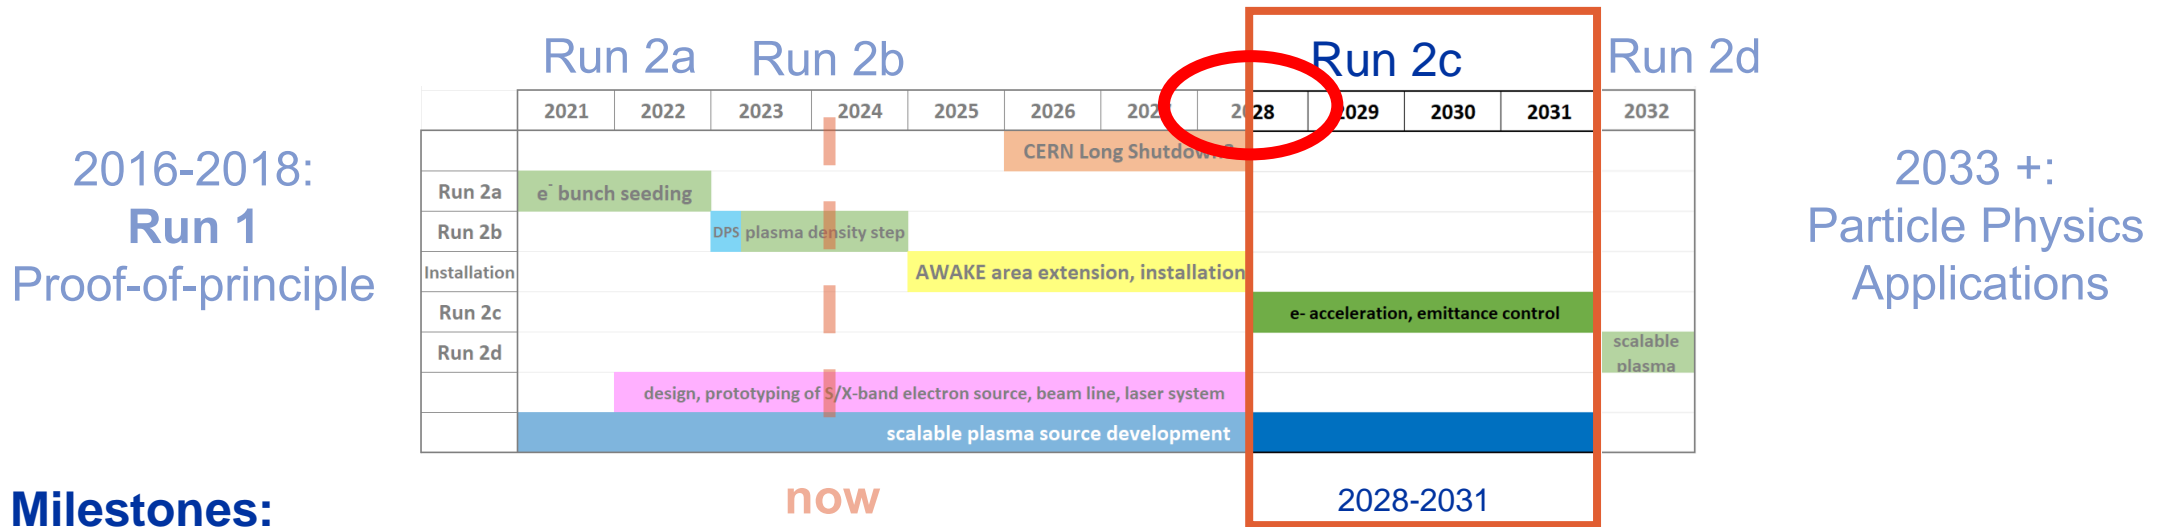 Run 2a
Run 2b
Run 2c
Run 2d
2021 2022 2023 2024 2025 2026 2028 2029 2030 2031 2032
CERN Long
2016-2018:
Run 1
Proof-of-principle
Run 2a e⁻ bunch seeding
Run 2b DPS plasma density step
Installation AWAKE area extension, installation
Run 2c e- acceleration, emittance control
Run 2d scalable
plasma
design, prototyping of S/X-band electron source, beam line, laser system
scalable plasma source development
2033 +:
Particle Physics
Applications
now
2028-2031
Milestones: